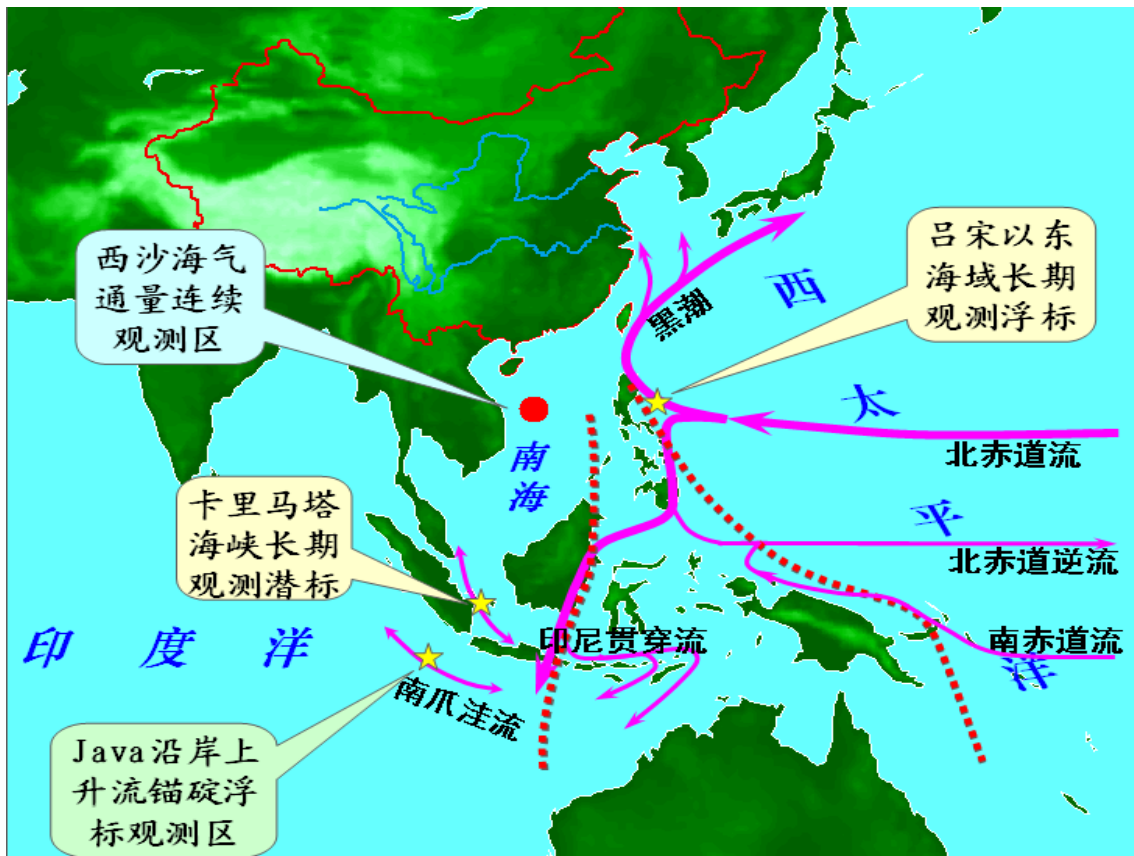 西沙海气
通量连续
观测区
吕宋以东
海域长期
观测浮标
西
太
平
洋
黑潮
北赤道流
南
海
卡里马塔
海峡长期
观测潜标
北赤道逆流
印度洋
印尼贯穿流
南赤道流
南爪洼流
Java沿岸上
升流锚碇浮
标观测区